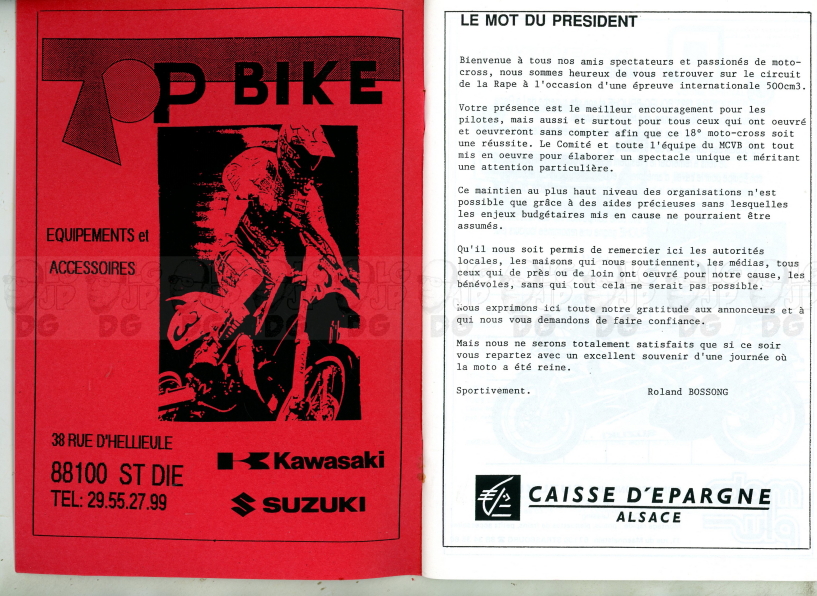 TOP BIKE
EQUIPEMENTS et
ACCESSOIRES
38 RUE D'HELLIEULE
88100 ST DIE
TEL: 29.55.27.99
Kawasaki
SUZUKI
LE MOT DU PRESIDENT
Bienvenue à tous nos amis spectateurs et passionés de moto-
cross, nous sommes heureux de vous retrouver sur le circuit
de la Rape à l'occasion d'une épreuve internationale 500cm3.
Votre présence est le meilleur encouragement pour les
pilotes, mais aussi et surtout pour tous ceux qui ont oeuvré
et oeuvreront sans compter afin que ce 18° moto-cross soit
une réussite. Le Comité et toute l'équipe du MCVB ont tout
mis en oeuvre pour élaborer un spectacle unique et méritant
une attention particulière.
Ce maintien au plus haut niveau des organisations n'est
possible que grâce à des aides précieuses sans lesquelles
les enjeux budgétaires mis en cause ne pourraient être
assumés.
Qu'il nous soit permis de remercier ici les autorités
locales, les maisons qui nous soutiennent, les médias, tous
ceux qui de près ou de loin ont oeuvré pour notre cause, les
bénévoles, sans qui tout cela ne serait pas possible.
Nous exprimons ici toute notre gratitude aux annonceurs et à
qui nous vous demandons de faire confiance.
Mais nous ne serons totalement satisfaits que si ce soir
vous repartez avec un excellent souvenir d'une journée où
la moto a été reine.
Sportivement. Roland BOSSONG
CAISSE D'EPARGNE
ALSACE